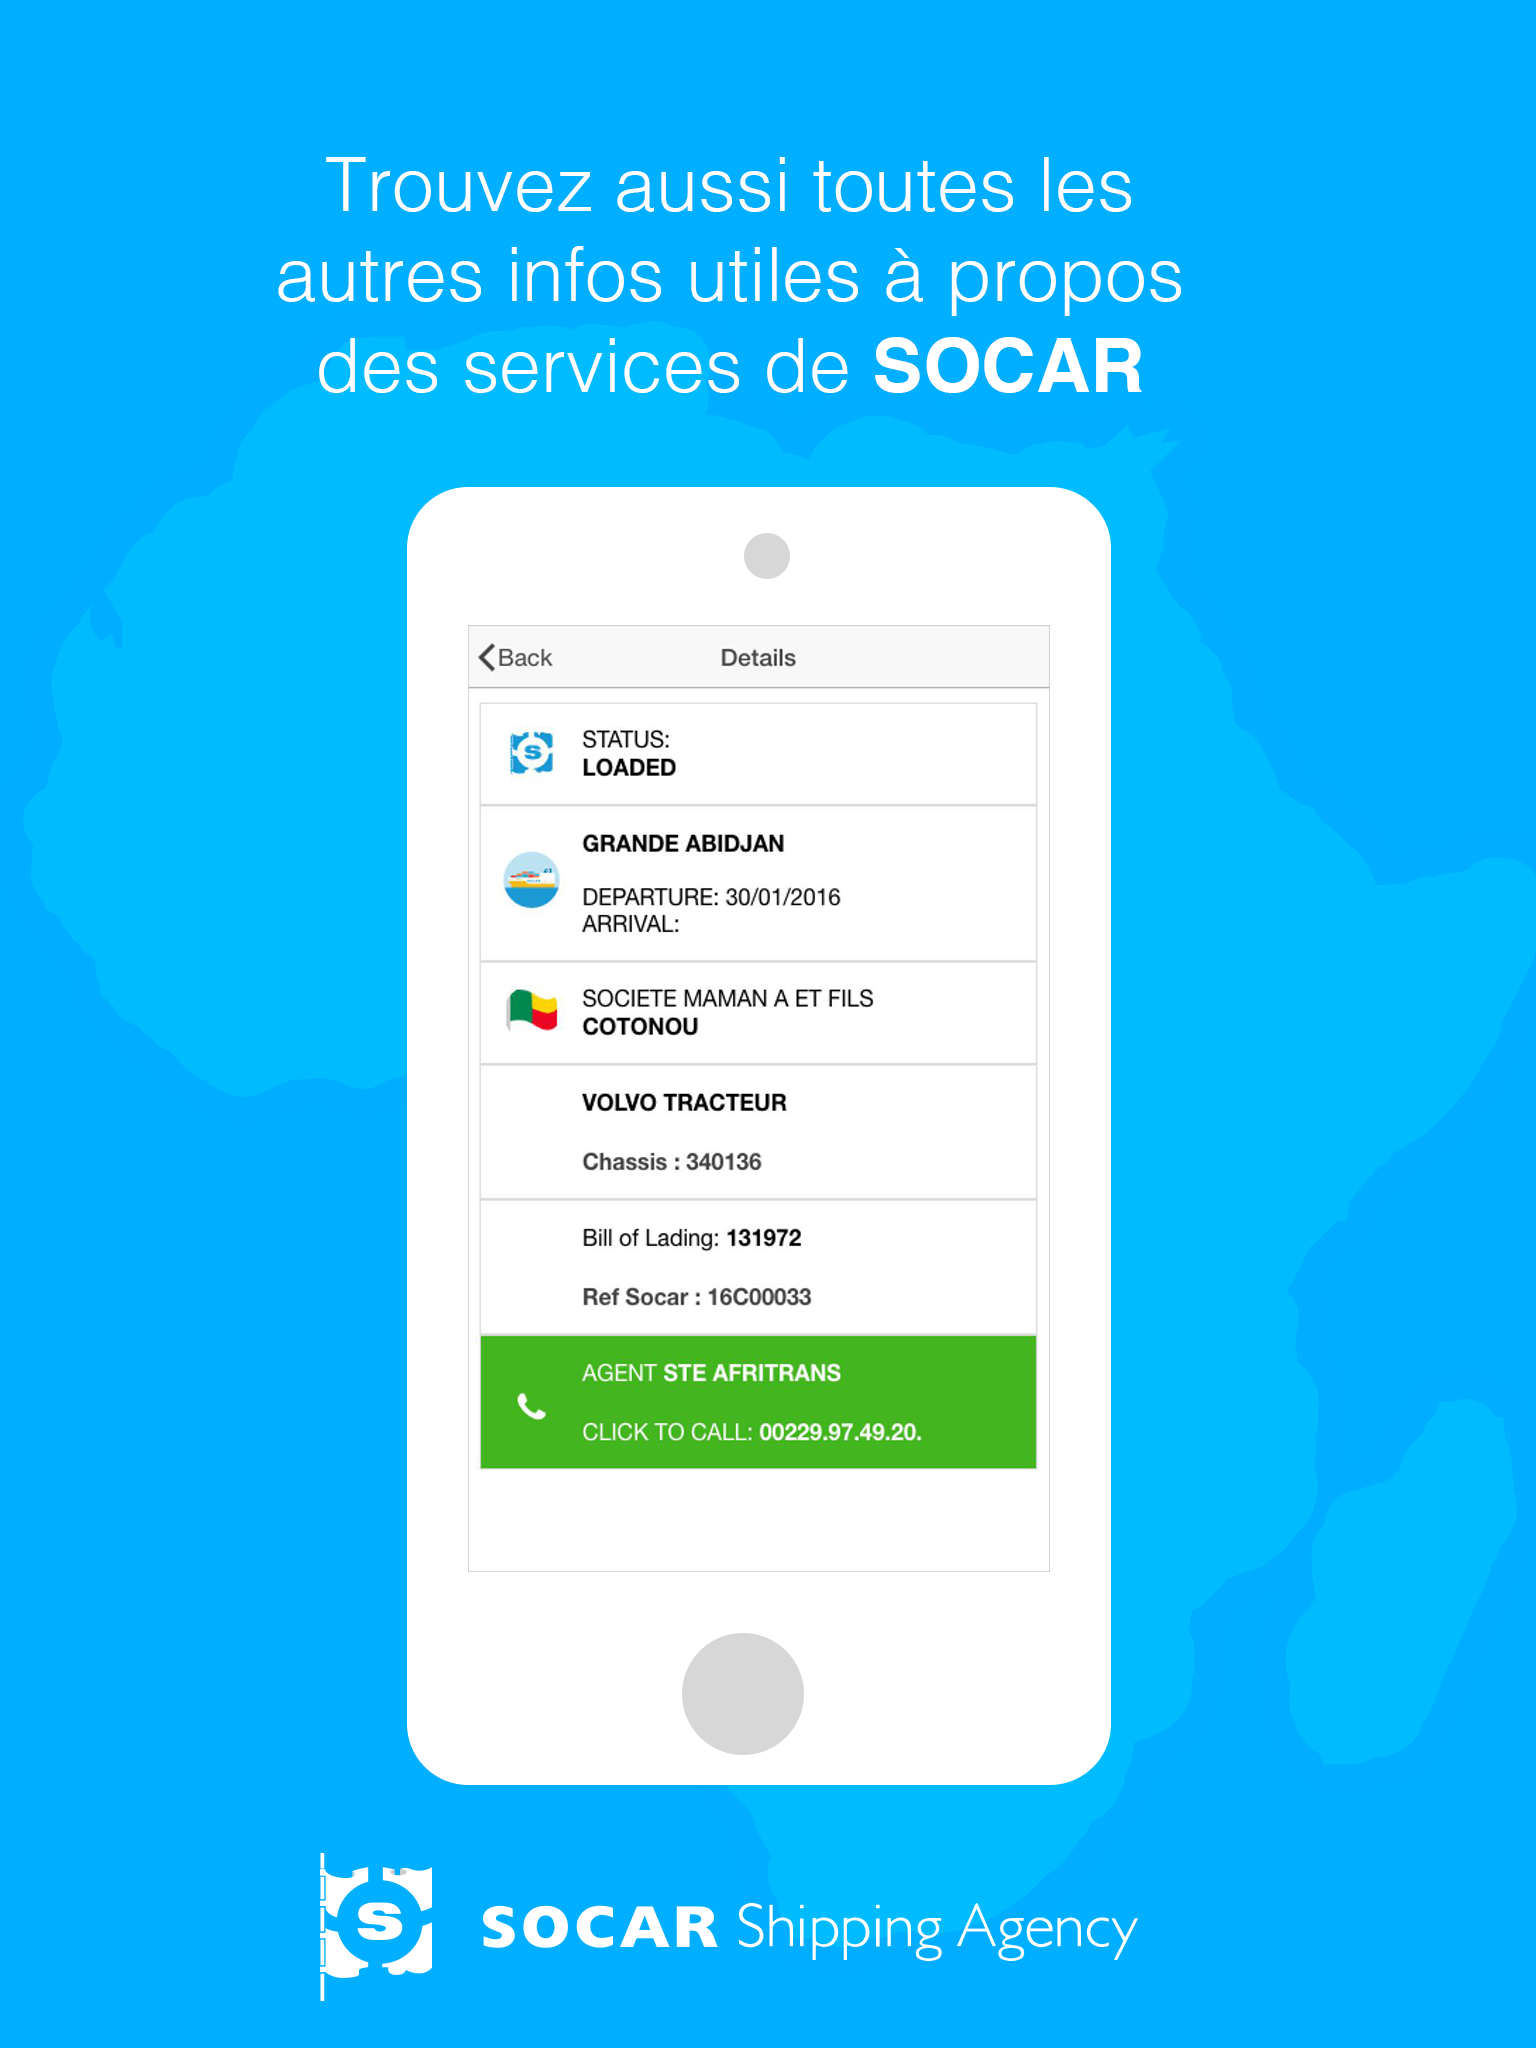 Trouvez aussi toutes les
autres infos utiles à propos
des services de SOCAR
Back
Details
STATUS:
LOADED
GRANDE ABIDJAN
DEPARTURE: 30/01/2016
ARRIVAL:
SOCIETE MAMAN A ET FILS
COTONOU
VOLVO TRACTEUR
Chassis : 340136
Bill of Lading: 131972
Ref Socar : 16C00033
AGENT STE AFRITRANS
CLICK TO CALL: 00229.97.49.20.
S
SOCAR Shipping Agency